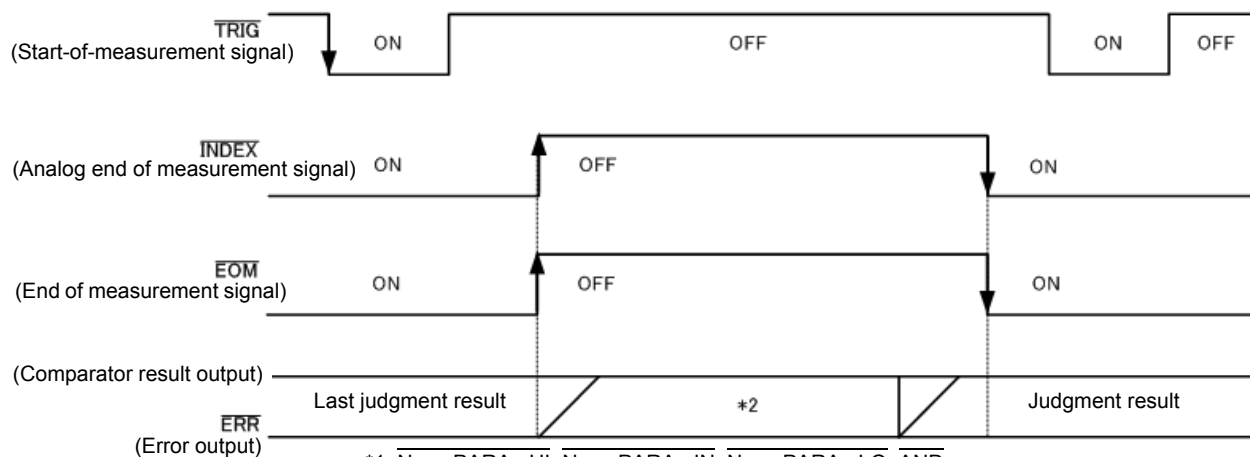 TRIG
(Start-of-measurement signal)
ON
OFF
ON
OFF
INDEX
(Analog end of measurement signal)
ON
OFF
ON
EOM
(End of measurement signal)
ON
OFF
ON
(Comparator result output)
Last judgment result
*2
Judgment result
ERR
(Error output)